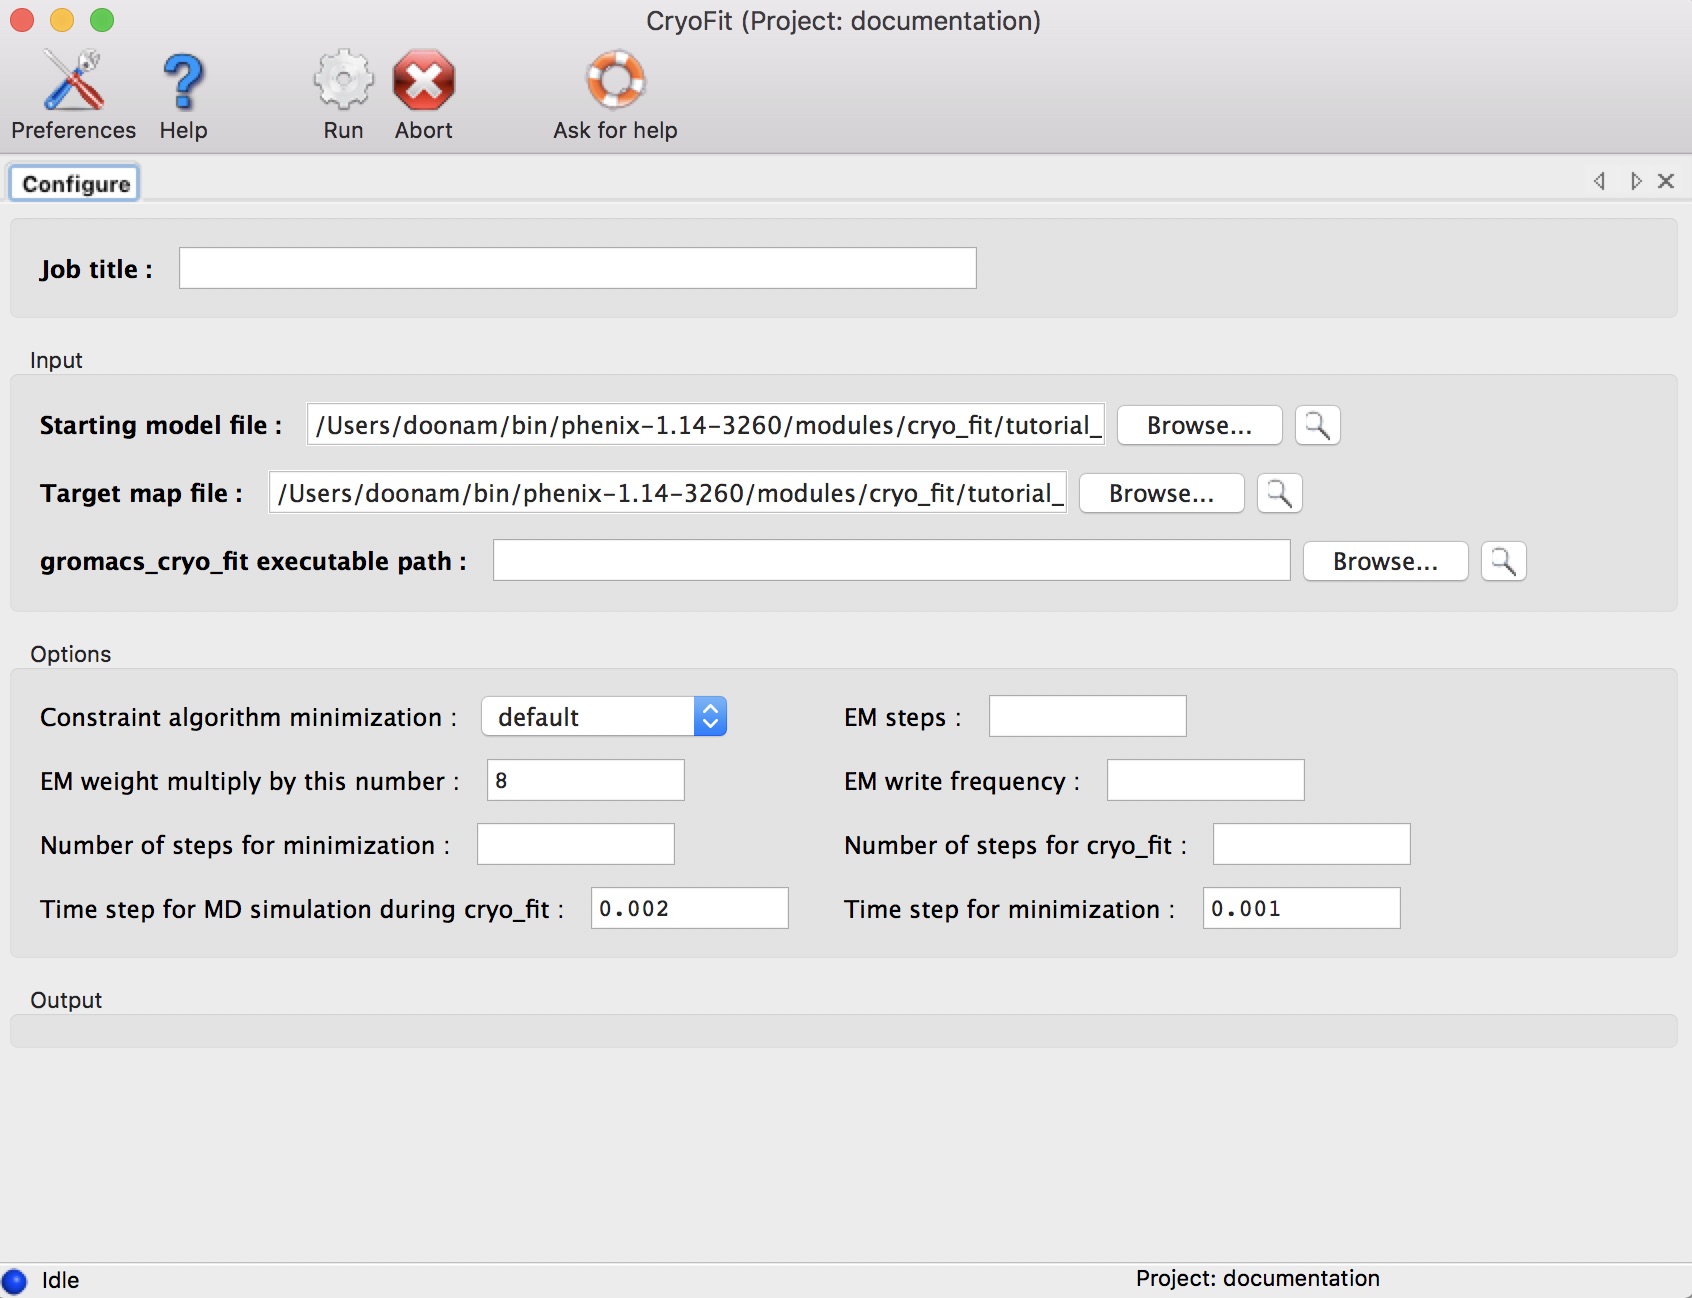 CryoFit (Project: documentation)
Preferences Help Run Abort Ask for help
Configure
Job title :
Input
Starting model file : /Users/doonam/bin/phenix-1.14-3260/modules/cryo_fit/tutorial_ Browse...
Target map file : /Users/doonam/bin/phenix-1.14-3260/modules/cryo_fit/tutorial_ Browse...
gromacs_cryo_fit executable path : Browse...
Options
Constraint algorithm minimization : default EM steps :
EM weight multiply by this number : 8 EM write frequency :
Number of steps for minimization : Number of steps for cryo_fit :
Time step for MD simulation during cryo_fit : 0.002 Time step for minimization : 0.001
Output
Idle Project: documentation